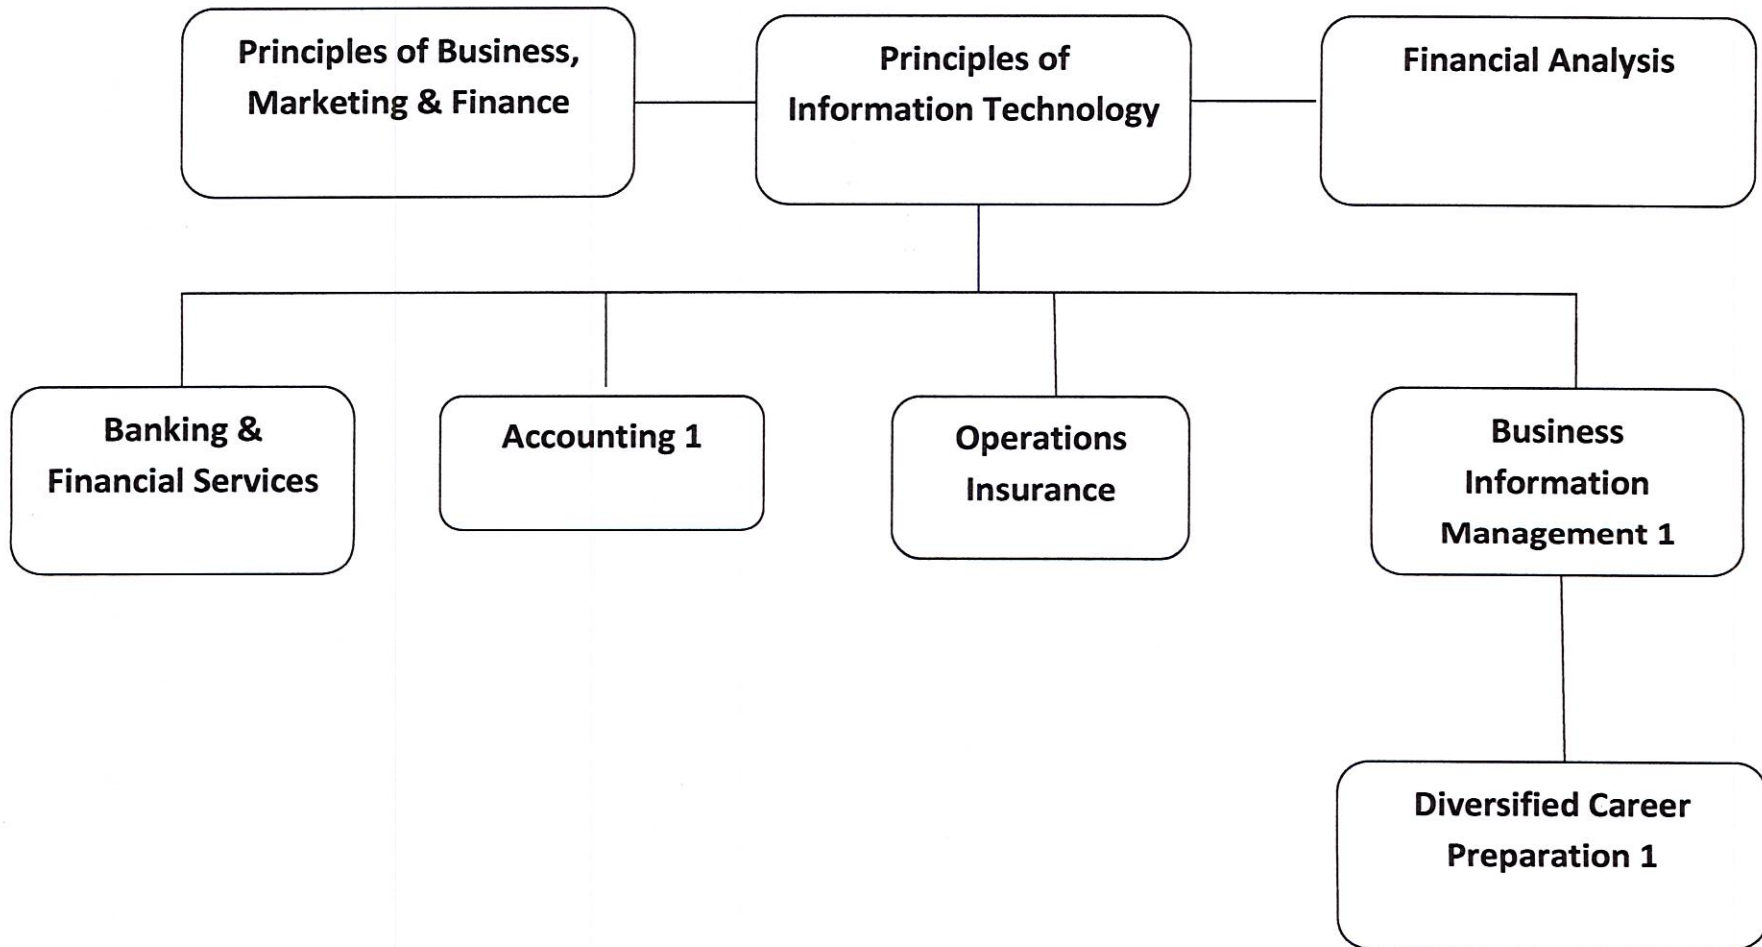 Principles of Business,
Marketing & Finance
Principles of
Information Technology
Financial Analysis
Banking &
Financial Services
Accounting 1
Operations
Insurance
Business
Information
Management 1
Diversified Career
Preparation 1